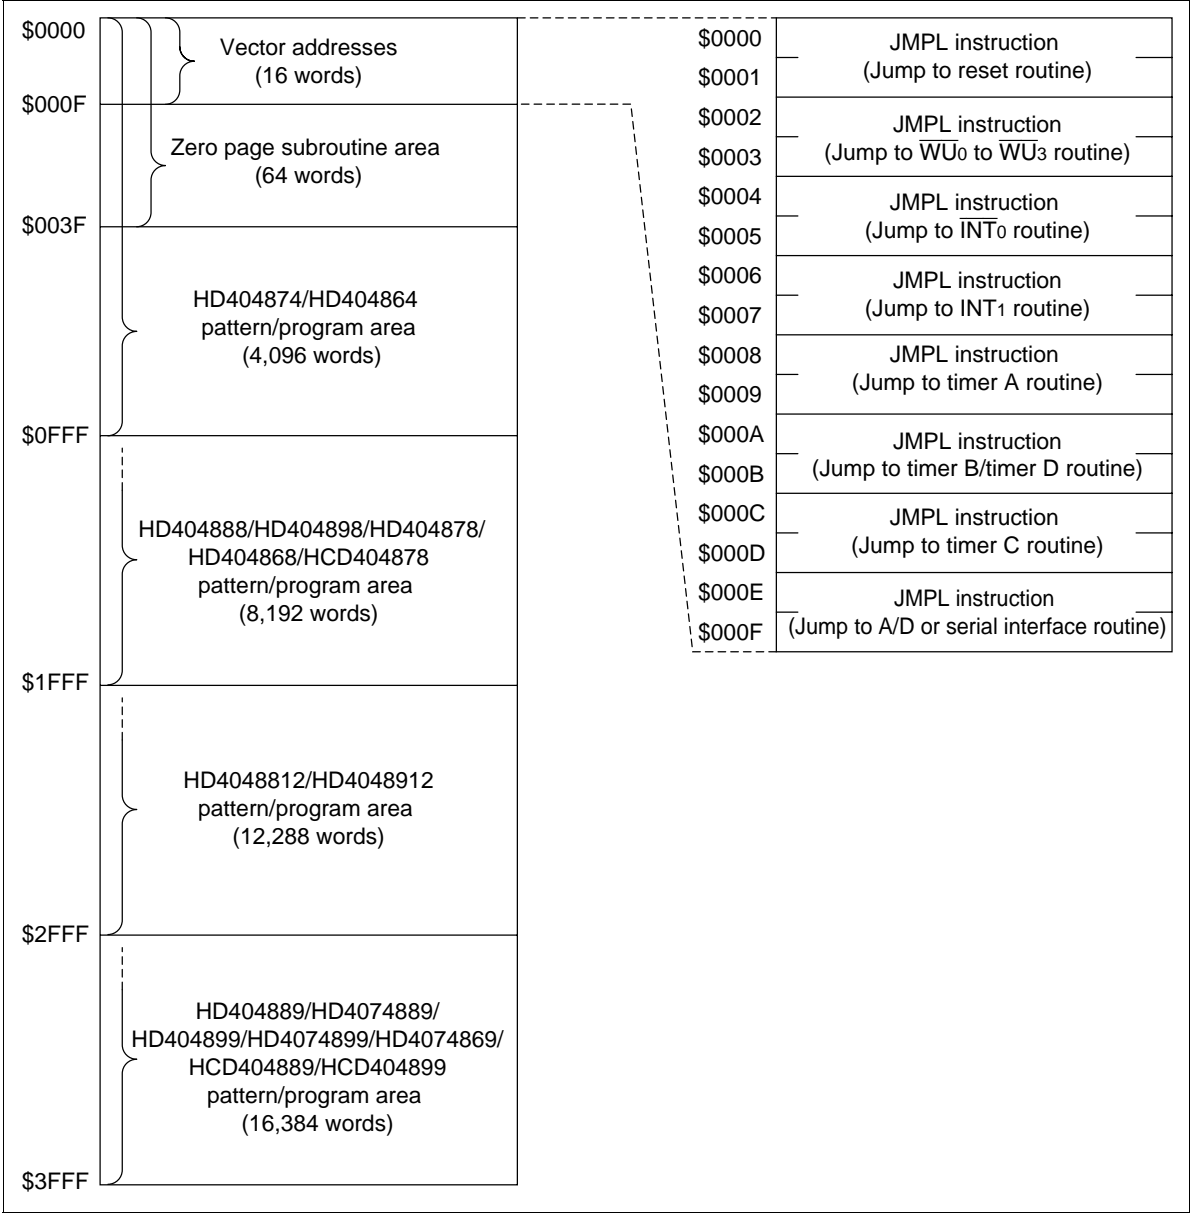 $0000
Vector addresses
(16 words)
$000F
Zero page subroutine area
(64 words)
$003F
HD404874/HD404864
pattern/program area
(4,096 words)
$0FFF
HD404888/HD404898/HD404878/
HD404868/HCD404878
pattern/program area
(8,192 words)
$1FFF
HD4048812/HD4048912
pattern/program area
(12,288 words)
$2FFF
HD404889/HD4074889/
HD404899/HD4074899/HD4074869/
HCD404889/HCD404899
pattern/program area
(16,384 words)
$3FFF
$0000
JMPL instruction
(Jump to reset routine)
$0001
$0002
JMPL instruction
(Jump to W̅U̅0 to W̅U̅3 routine)
$0003
$0004
JMPL instruction
(Jump to I̅N̅T̅0 routine)
$0005
$0006
JMPL instruction
(Jump to INT1 routine)
$0007
$0008
JMPL instruction
(Jump to timer A routine)
$0009
$000A
JMPL instruction
(Jump to timer B/timer D routine)
$000B
$000C
JMPL instruction
(Jump to timer C routine)
$000D
$000E
JMPL instruction
(Jump to A/D or serial interface routine)
$000F